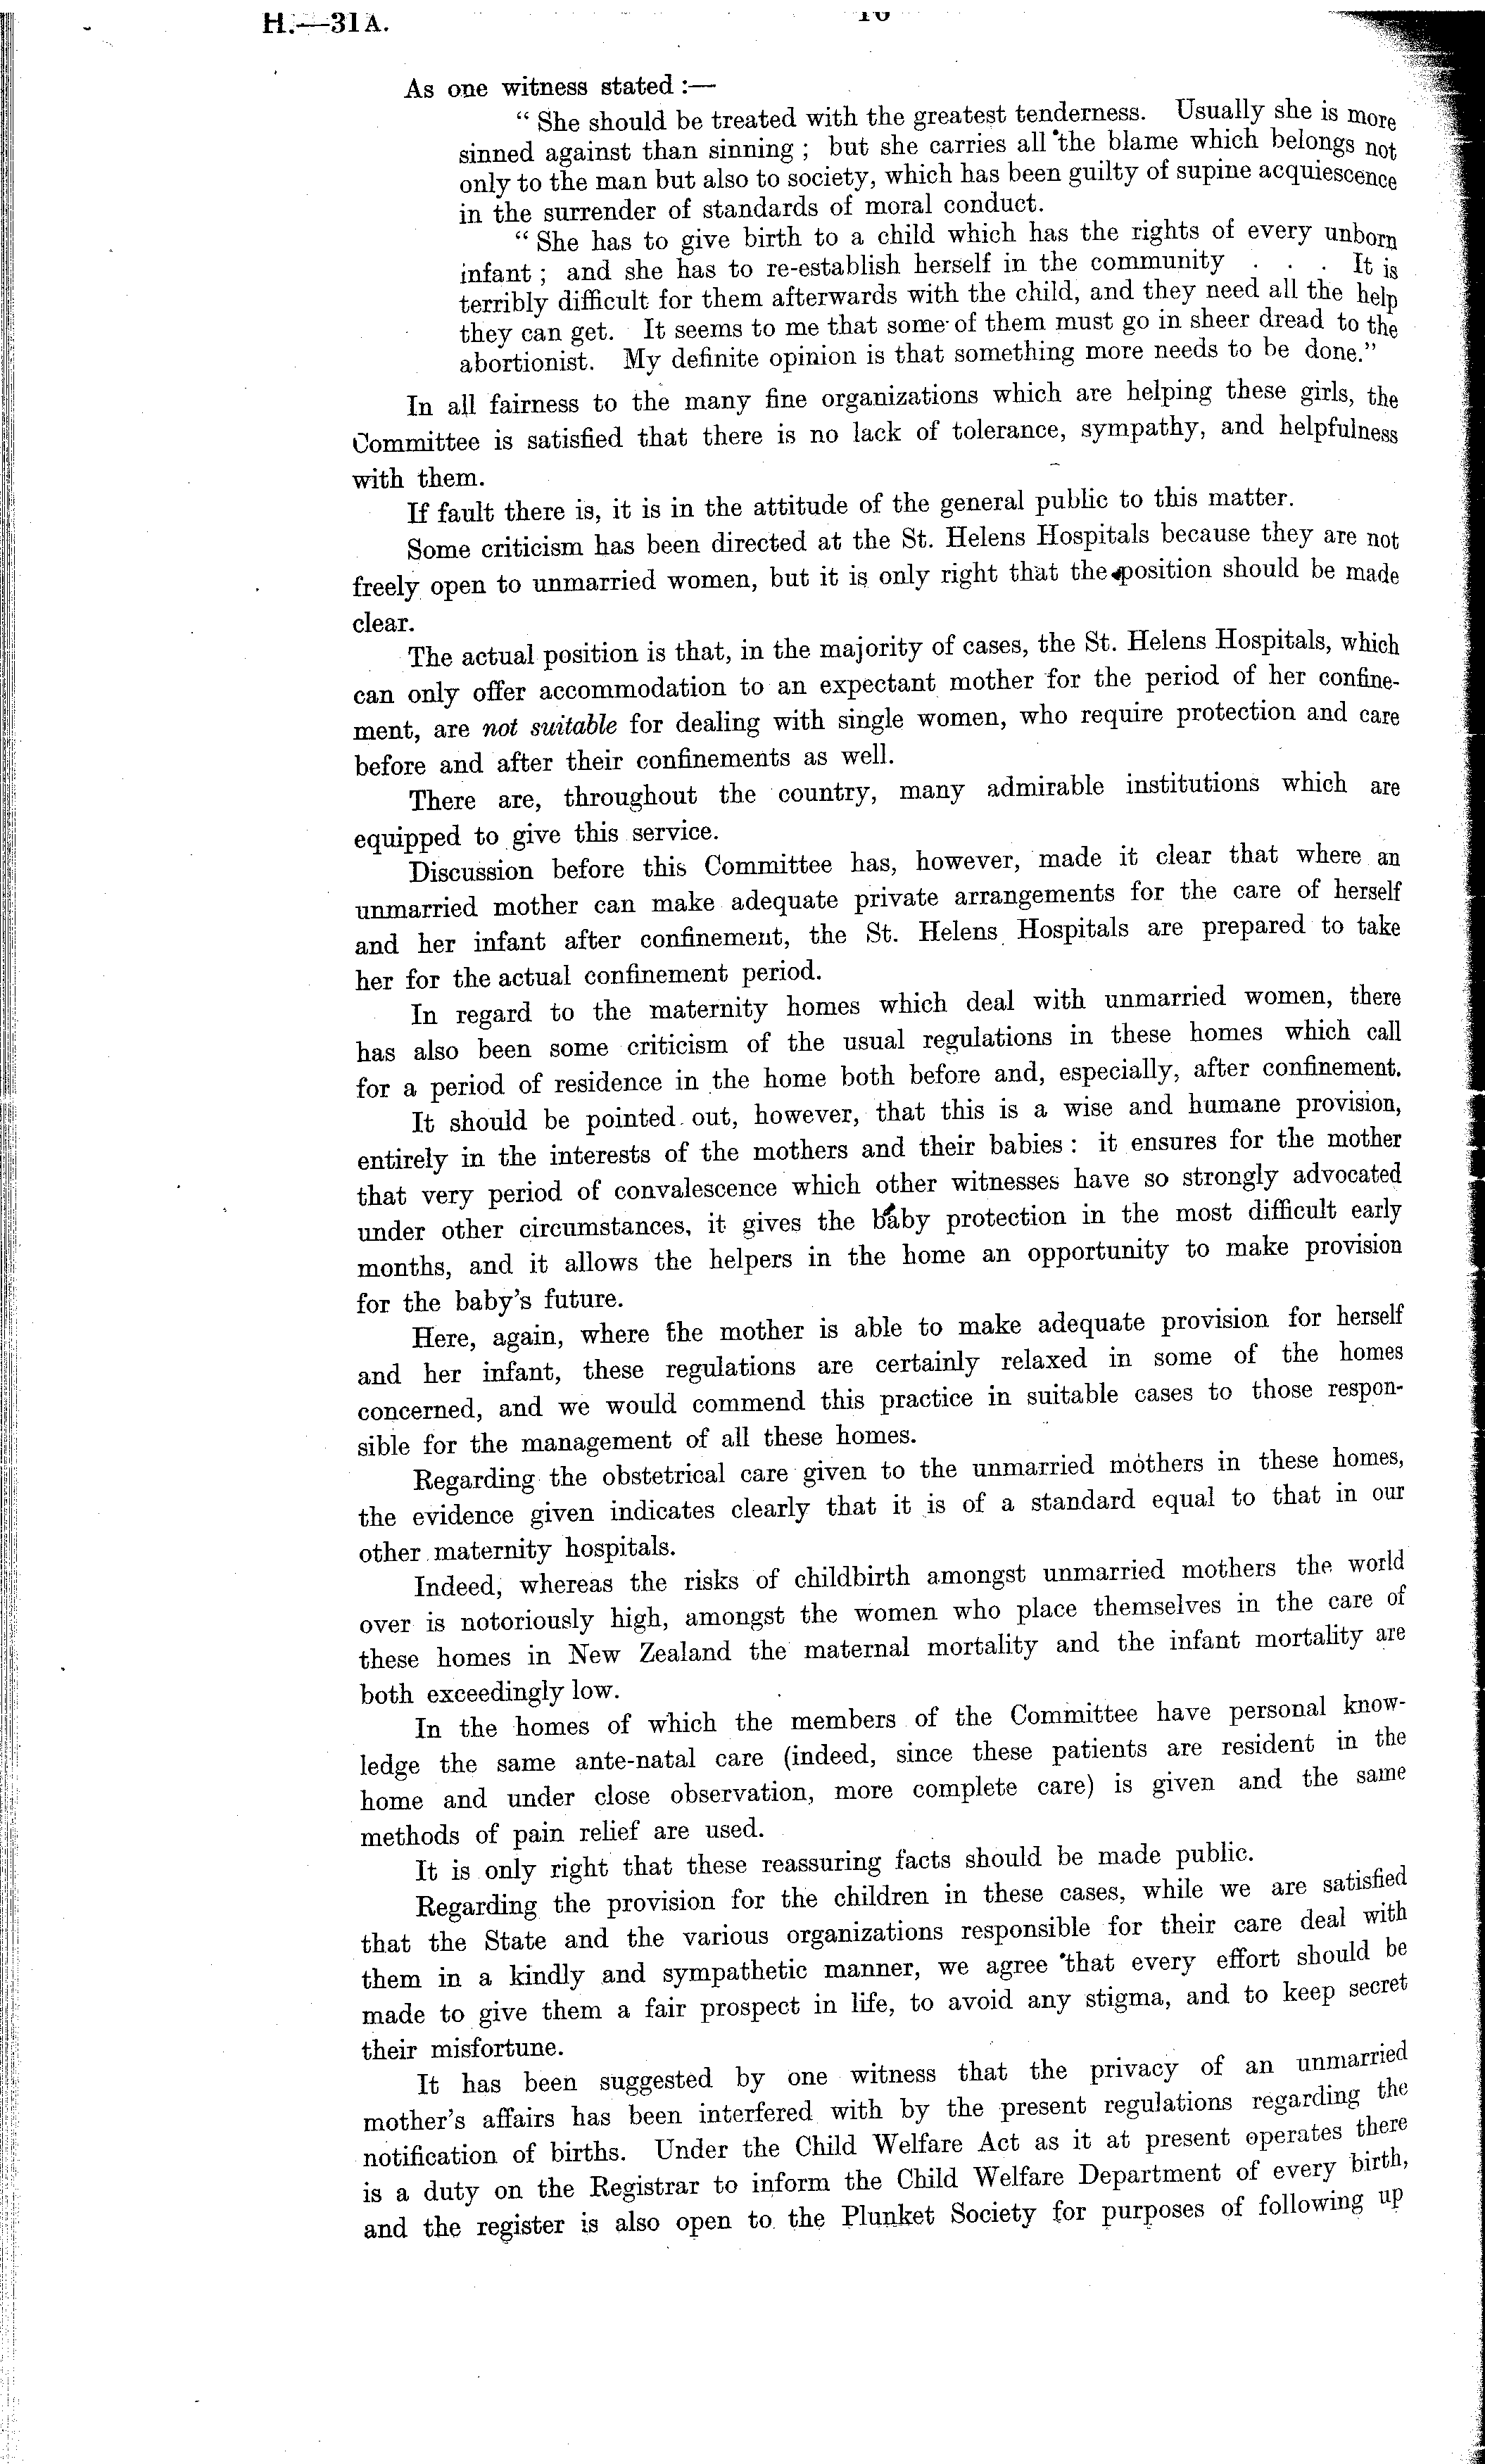 H.—31A.
As one witness stated :—
“ She should be treated with the greatest tenderness. Usually she is more
sinned against than sinning ; but she carries all the blame which belongs not
only to the man but also to society, which has been guilty of supine acquiescence
in the surrender of standards of moral conduct.
“ She has to give birth to a child which has the rights of every unborn
infant ; and she has to re-establish herself in the community . . . It is
terribly difficult for them afterwards with the child, and they need all the help
they can get. It seems to me that some of them must go in sheer dread to the
abortionist. My definite opinion is that something more needs to be done.”
In all fairness to the many fine organizations which are helping these girls, the
Committee is satisfied that there is no lack of tolerance, sympathy, and helpfulness
with them.
If fault there is, it is in the attitude of the general public to this matter.
Some criticism has been directed at the St. Helens Hospitals because they are not
freely open to unmarried women, but it is only right that the position should be made
clear.
The actual position is that, in the majority of cases, the St. Helens Hospitals, which
can only offer accommodation to an expectant mother for the period of her confine-
ment, are not suitable for dealing with single women, who require protection and care
before and after their confinements as well.
There are, throughout the country, many admirable institutions which are
equipped to give this service.
Discussion before this Committee has, however, made it clear that where an
unmarried mother can make adequate private arrangements for the care of herself
and her infant after confinement, the St. Helens Hospitals are prepared to take
her for the actual confinement period.
In regard to the maternity homes which deal with unmarried women, there
has also been some criticism of the usual regulations in these homes which call
for a period of residence in the home both before and, especially, after confinement.
It should be pointed out, however, that this is a wise and humane provision,
entirely in the interests of the mothers and their babies : it ensures for the mother
that very period of convalescence which other witnesses have so strongly advocated
under other circumstances, it gives the baby protection in the most difficult early
months, and it allows the helpers in the home an opportunity to make provision
for the baby’s future.
Here, again, where the mother is able to make adequate provision for herself
and her infant, these regulations are certainly relaxed in some of the homes
concerned, and we would commend this practice in suitable cases to those respon-
sible for the management of all these homes.
Regarding the obstetrical care given to the unmarried mothers in these homes,
the evidence given indicates clearly that it is of a standard equal to that in our
other maternity hospitals.
Indeed, whereas the risks of childbirth amongst unmarried mothers the world
over is notoriously high, amongst the women who place themselves in the care of
these homes in New Zealand the maternal mortality and the infant mortality are
both exceedingly low.
In the homes of which the members of the Committee have personal know-
ledge the same ante-natal care (indeed, since these patients are resident in the
home and under close observation, more complete care) is given and the same
methods of pain relief are used.
It is only right that these reassuring facts should be made public.
Regarding the provision for the children in these cases, while we are satisfied
that the State and the various organizations responsible for their care deal with
them in a kindly and sympathetic manner, we agree that every effort should be
made to give them a fair prospect in life, to avoid any stigma, and to keep secret
their misfortune.
It has been suggested by one witness that the privacy of an unmarried
mother’s affairs has been interfered with by the present regulations regarding the
notification of births. Under the Child Welfare Act as it at present operates there
is a duty on the Registrar to inform the Child Welfare Department of every birth,
and the register is also open to the Plunket Society for purposes of following up